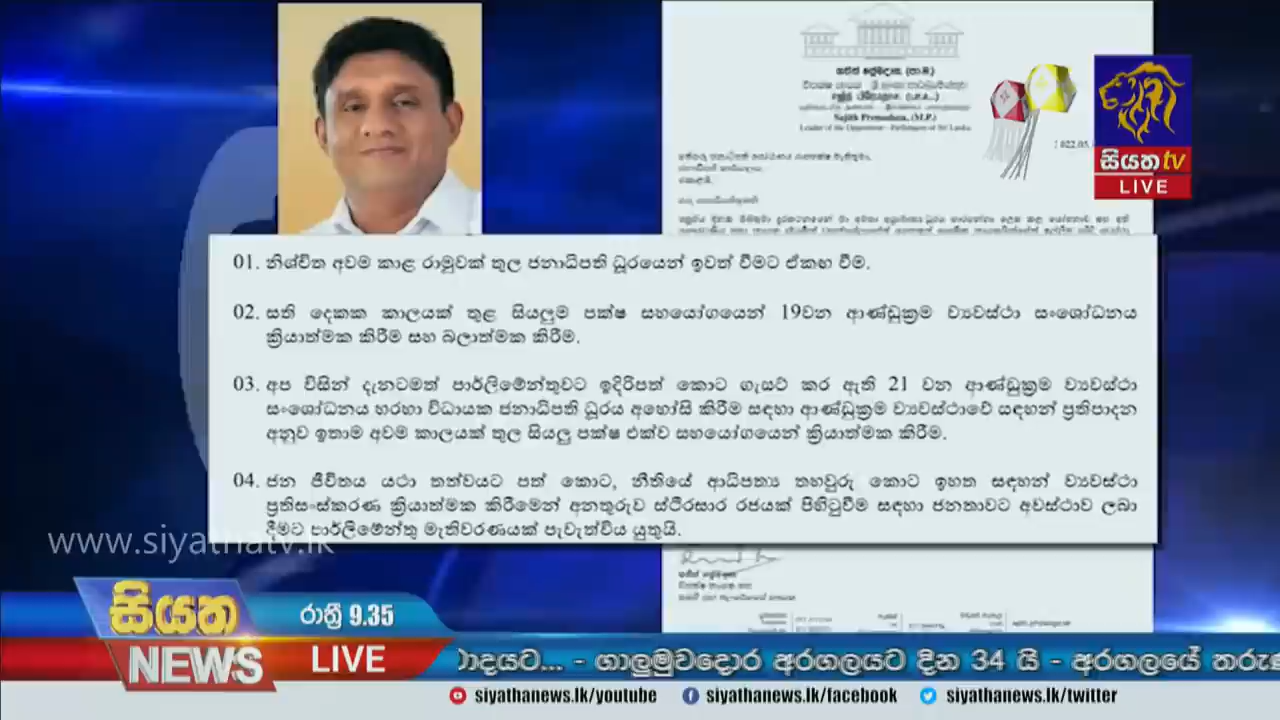 සජිත් ප්‍රේමදාස, (පා.ම.)
Sajith Premadasa, (M.P.)
Leader of the Opposition - Parliament of Sri Lanka
සියත tv
LIVE
01. නිශ්චිත අවම කාළ රාමුවක් තුල ජනාධිපති ධූරයෙන් ඉවත් වීමට ඒකඟ වීම.
02. සති දෙකක කාලයක් තුළ සියලුම පක්ෂ සහයෝගයෙන් 19වන ආණ්ඩුක්‍රම ව්‍යවස්ථා සංශෝධනය
ක්‍රියාත්මක කිරීම සහ බලාත්මක කිරීම.
03. අප විසින් දැනටමත් පාර්ලිමේන්තුවට ඉදිරිපත් කොට ගැසට් කර ඇති 21 වන ආණ්ඩුක්‍රම ව්‍යවස්ථා
සංශෝධනය හරහා විධායක ජනාධිපති ධූරය අහෝසි කිරීම සඳහා ආණ්ඩුක්‍රම ව්‍යවස්ථාවේ යඳහන් ප්‍රතිපාදන
අනුව ඉතාම අවම කාලයක් තුල සියලු පක්ෂ එක්ව සහයෝගයෙන් ක්‍රියාත්මක කිරීම.
04. ජන ජීවිතය යථා තත්වයට පත් කොට, නීතියේ ආධිපත්‍ය තහවුරු කොට ඉහත සඳහන් ව්‍යවස්ථා
ප්‍රතිසංස්කරණ ක්‍රියාත්මක කිරීමෙන් අනතුරුව ස්ථිරසාර රජයක් පිහිටුවීම සඳහා ජනතාවට අවස්ථාව ලබා
දීමට පාර්ලිමේන්තු මැතිවරණයක් පැවැත්විය යුතුයි.
www.siyathatv.lk
සියත
NEWS
රාත්‍රී 9.35
LIVE
ාදයට... - ගාලුමුවදොර අරගලයට දින 34 යි - අරගලයේ තරුණ
siyathanews.lk/youtube siyathanews.lk/facebook siyathanews.lk/twitter